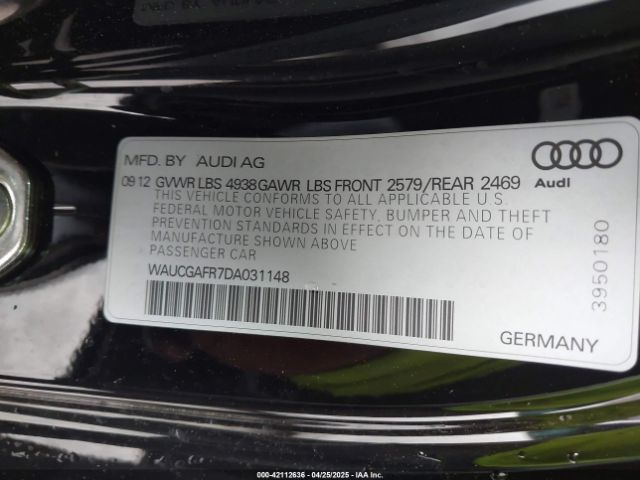 MFD. BY AUDI AG
09 12 GVWR LBS 4938 GAWR LBS FRONT 2579/REAR 2469
Audi
THIS VEHICLE CONFORMS TO ALL APPLICABLE U.S.
FEDERAL MOTOR VEHICLE SAFETY, BUMPER AND THEFT
PREVENTION STANDARDS IN EFFECT ON THE DATE OF
MANUFACTURE SHOWN ABOVE
PASSENGER CAR
WAUCGAFR7DA031148
3950180
GERMANY
000-42112636 - 04/25/2025 - IAAI.COM